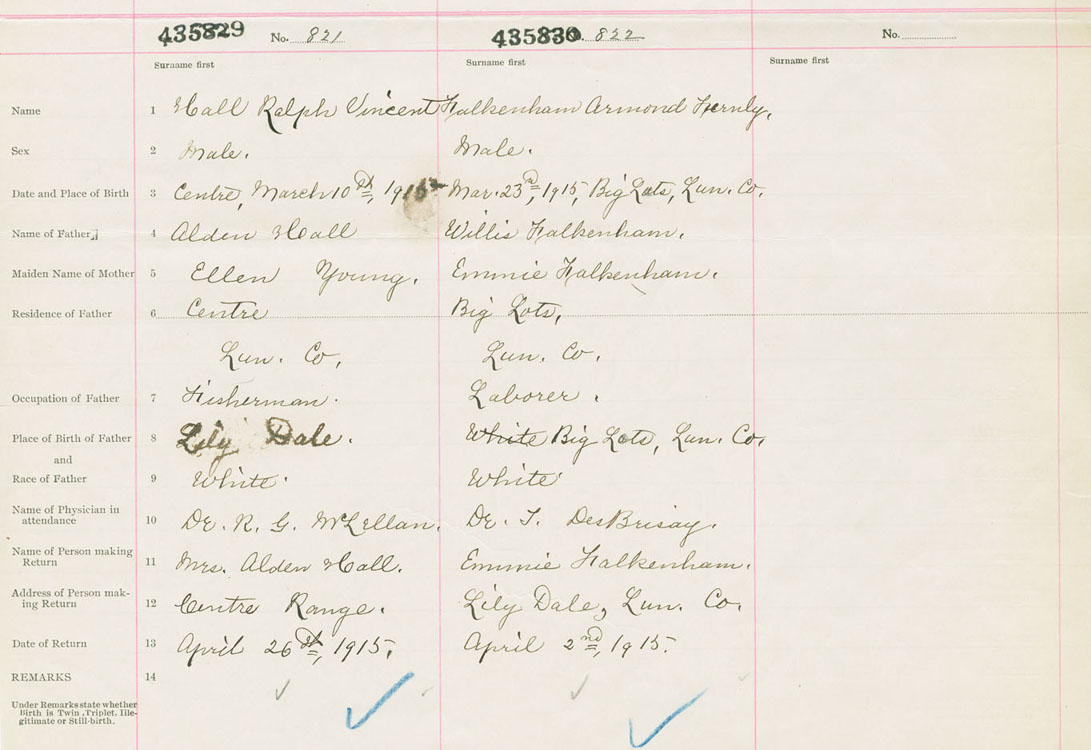 435829 No. 821 435830 822 No.
Surname first Surname first Surname first
Name 1 Hall Ralph Vincent Falkenham Armond Fernly.
Sex 2 Male. Male.
Date and Place of Birth 3 Centre, March 10th, 1915 Mar. 23rd, 1915, Big Lots, Lun. Co.
Name of Father 4 Alden Hall Willis Falkenham.
Maiden Name of Mother 5 Ellen Young. Emmie Falkenham.
Residence of Father 6 Centre Big Lots,
Lun. Co. Lun. Co.
Occupation of Father 7 Fisherman. Laborer.
Place of Birth of Father 8 Lily Dale. White Big Lots, Lun. Co.
and
Race of Father 9 White. White
Name of Physician in
attendance 10 Dr. R. G. McLellan. Dr. T. DesBrisay.
Name of Person making
Return 11 Mrs. Alden Hall. Emmie Falkenham.
Address of Person mak-
ing Return 12 Centre Range. Lily Dale, Lun. Co.
Date of Return 13 April 26th, 1915. April 2nd, 1915.
REMARKS 14
Under Remarks state whether
Birth is Twin, Triplet, Ille-
gitimate or Still-birth.